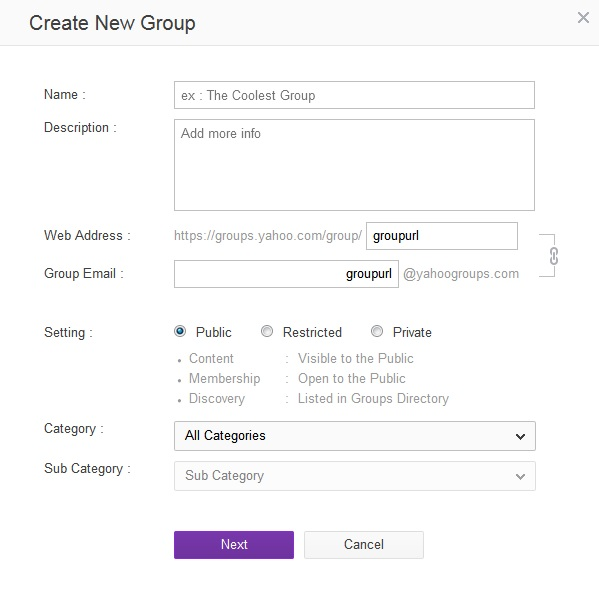 Create New Group
Name :
ex : The Coolest Group
Description :
Add more info
Web Address : https://groups.yahoo.com/group/ groupurl
Group Email : groupurl @yahoogroups.com
Setting : Public Restricted Private
• Content : Visible to the Public
• Membership : Open to the Public
• Discovery : Listed in Groups Directory
Category : All Categories
Sub Category : Sub Category
Next Cancel